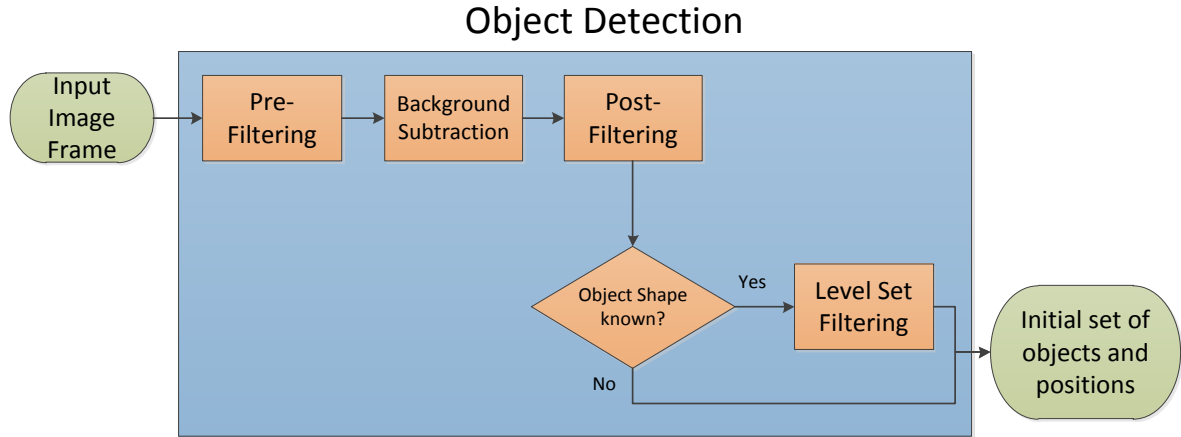 Object Detection
Input
Image
Frame
Pre-
Filtering
Background
Subtraction
Post-
Filtering
Object Shape
known?
Yes
Level Set
Filtering
No
Initial set of
objects and
positions